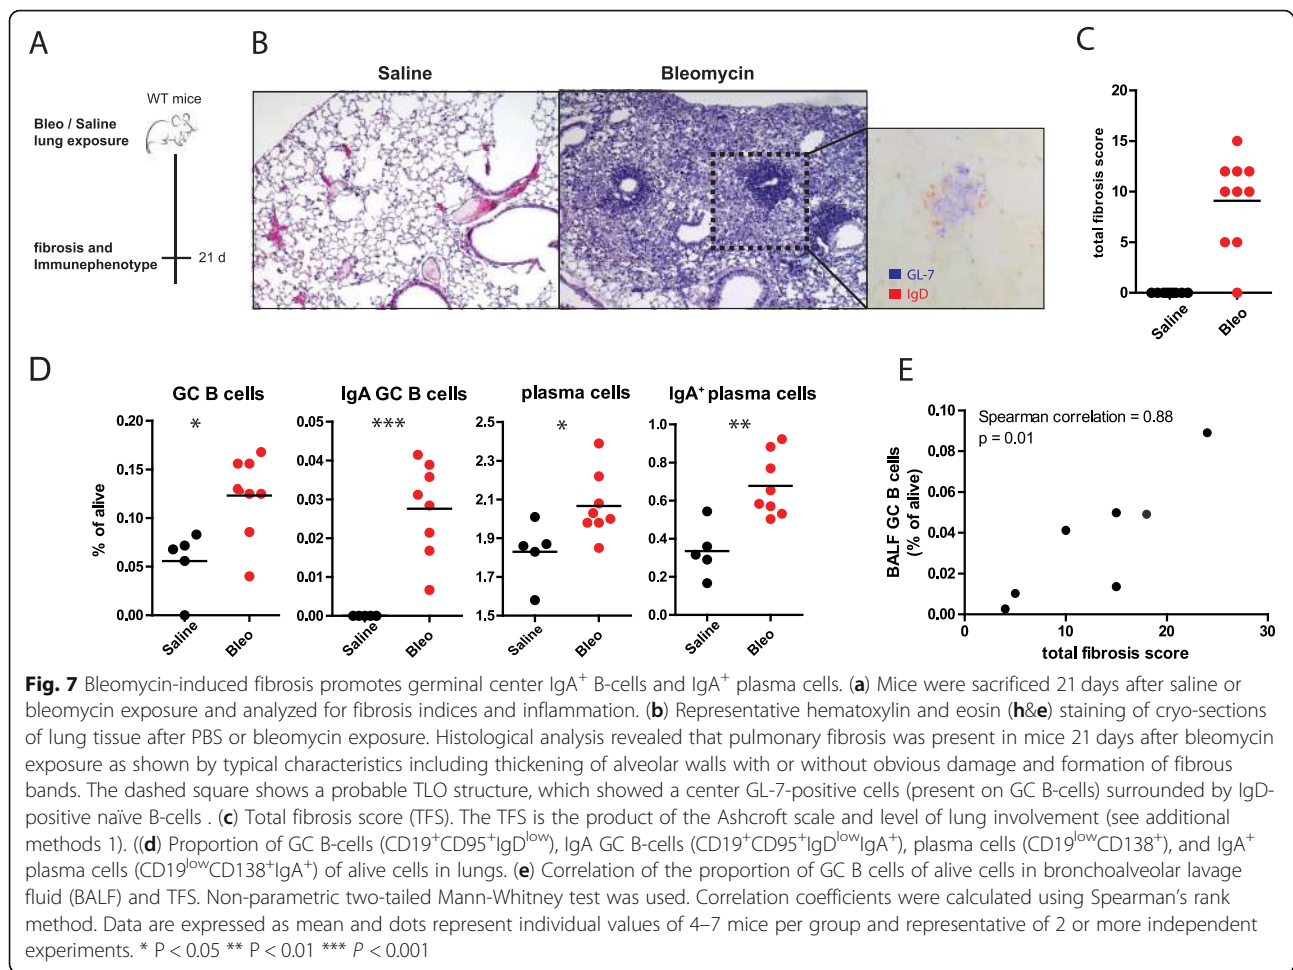 A
WT mice
Bleo / Saline
lung exposure
fibrosis and
Immunephenotype
21 d
B
Saline
Bleomycin
GL-7
IgD
C
total fibrosis score
20
15
10
5
0
Saline
Bleo
D
GC B cells
IgA GC B cells
plasma cells
IgA⁺ plasma cells
% of alive
*
0.20
0.15
0.10
0.05
0.00
Saline
Bleo
***
0.05
0.04
0.03
0.02
0.01
0.00
Saline
Bleo
*
2.5
2.3
2.1
1.9
1.7
1.5
Saline
Bleo
**
1.0
0.8
0.6
0.4
0.2
0.0
Saline
Bleo
E
BALF GC B cells
(% of alive)
Spearman correlation = 0.88
p = 0.01
0.10
0.08
0.06
0.04
0.02
0.00
0
10
20
30
total fibrosis score
Fig. 7 Bleomycin-induced fibrosis promotes germinal center IgA⁺ B-cells and IgA⁺ plasma cells. (a) Mice were sacrificed 21 days after saline or
bleomycin exposure and analyzed for fibrosis indices and inflammation. (b) Representative hematoxylin and eosin (h&e) staining of cryo-sections
of lung tissue after PBS or bleomycin exposure. Histological analysis revealed that pulmonary fibrosis was present in mice 21 days after bleomycin
exposure as shown by typical characteristics including thickening of alveolar walls with or without obvious damage and formation of fibrous
bands. The dashed square shows a probable TLO structure, which showed a center GL-7-positive cells (present on GC B-cells) surrounded by IgD-
positive naïve B-cells . (c) Total fibrosis score (TFS). The TFS is the product of the Ashcroft scale and level of lung involvement (see additional
methods 1). ((d) Proportion of GC B-cells (CD19⁺CD95⁺IgD^low), IgA GC B-cells (CD19⁺CD95⁺IgD^lowIgA⁺), plasma cells (CD19^lowCD138⁺), and IgA⁺
plasma cells (CD19^lowCD138⁺IgA⁺) of alive cells in lungs. (e) Correlation of the proportion of GC B cells of alive cells in bronchoalveolar lavage
fluid (BALF) and TFS. Non-parametric two-tailed Mann-Whitney test was used. Correlation coefficients were calculated using Spearman's rank
method. Data are expressed as mean and dots represent individual values of 4–7 mice per group and representative of 2 or more independent
experiments. * P < 0.05 ** P < 0.01 *** P < 0.001